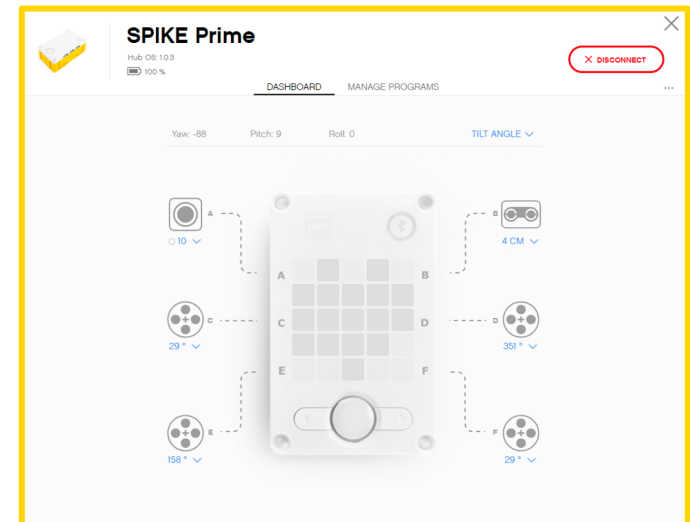 SPIKE Prime
Hub OS: 1.0.3
100 %
X DISCONNECT
DASHBOARD MANAGE PROGRAMS
...
Yaw: -88 Pitch: 9 Roll: 0 TILT ANGLE
A B
10 4 CM
A B
C C D D
29 ° 351 °
E F
E F
158 ° 29 °